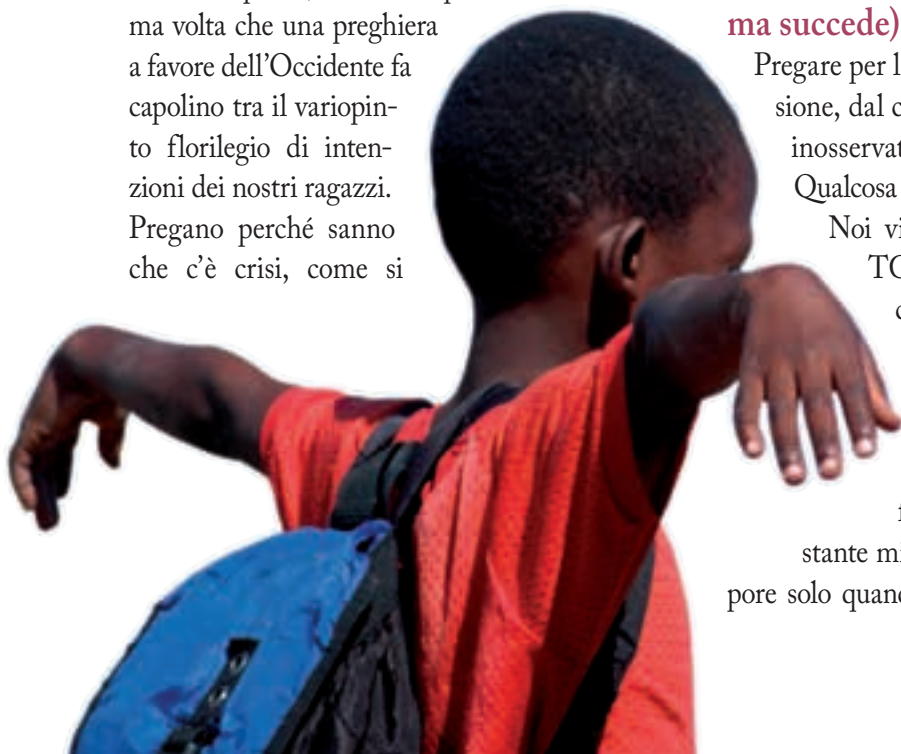 ma volta che una preghiera
a favore dell’Occidente fa
capolino tra il variopin-
to florilegio di inten-
zioni dei nostri ragazzi.
Pregano perché sanno
che c’è crisi, come si
ma succede)
Pregare per l
sione, dal c
inosservat
Qualcosa
Noi vi
TG
stante mi
pore solo quand